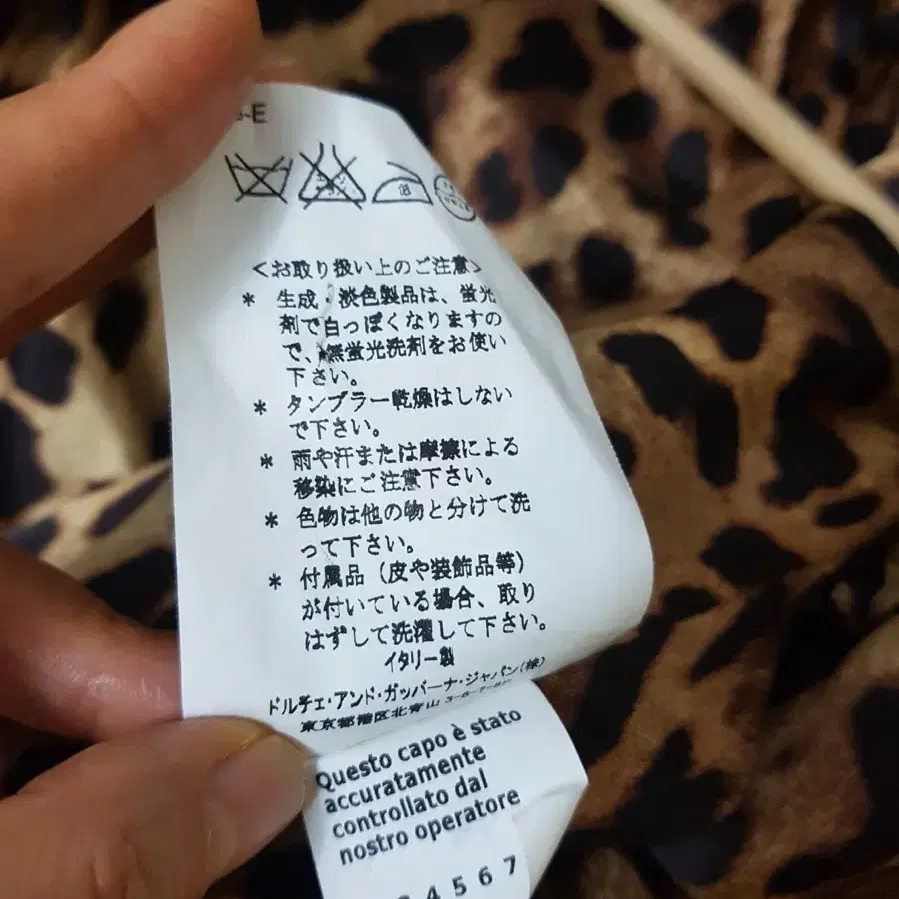 -E
＜お取り扱い上のご注意＞
＊ 生成・淡色製品は、蛍光
剤で白っぽくなりますの
で、無蛍光洗剤をお使い
下さい。
＊ タンブラー乾燥はしない
で下さい。
＊ 雨や汗または摩擦による
移染にご注意下さい。
＊ 色物は他の物と分けて洗
って下さい。
＊ 付属品（皮や装飾品等）
が付いている場合、取り
はずして洗濯して下さい。
イタリー製
ドルチェ・アンド・ガッバーナ・ジャパン(株)
東京都港区北青山
Questo capo è stato
accuratamente
controllato dal
nostro operatore
4 5 6 7